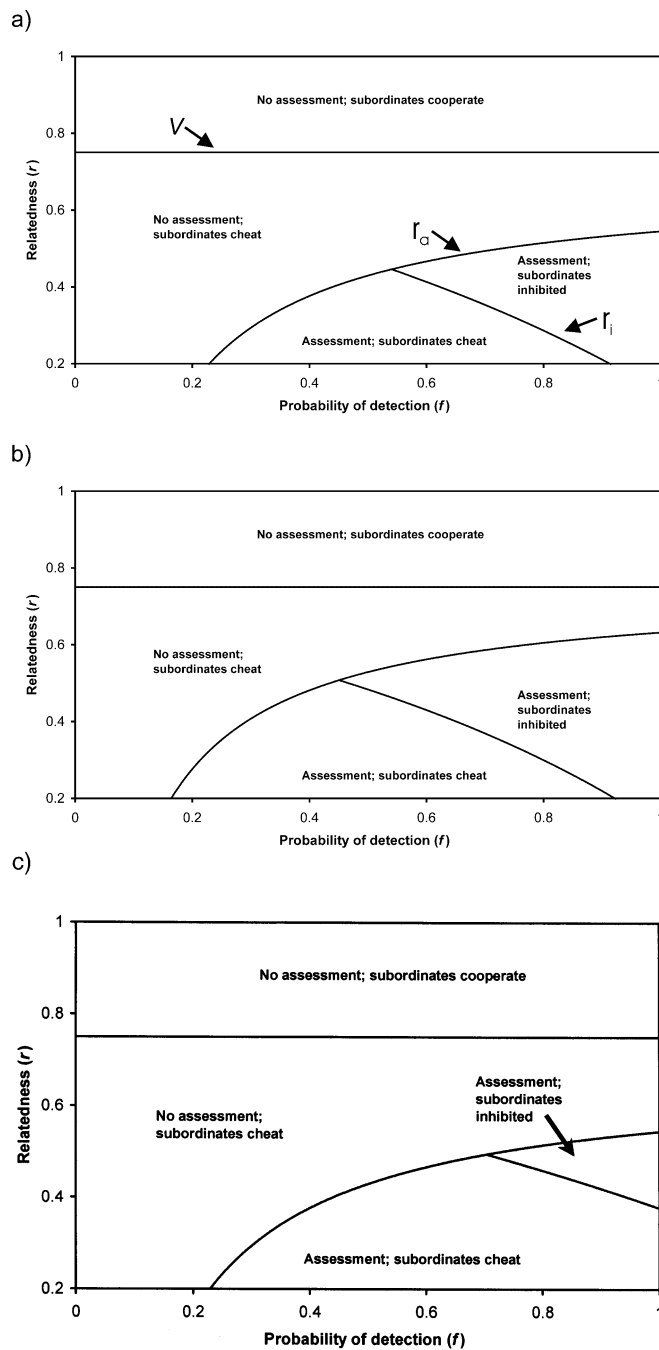 a)
1
No assessment; subordinates cooperate
V
0.8
Relatedness (r)
No assessment;
subordinates cheat
0.6
ra
Assessment;
subordinates
inhibited
0.4
ri
Assessment; subordinates cheat
0.2
0 0.2 0.4 0.6 0.8 1
Probability of detection (f)
b)
1
No assessment; subordinates cooperate
0.8
Relatedness (r)
No assessment;
subordinates cheat
0.6
Assessment;
subordinates
inhibited
0.4
Assessment; subordinates cheat
0.2
0 0.2 0.4 0.6 0.8 1
Probability of detection (f)
c)
1
No assessment; subordinates cooperate
0.8
Relatedness (r)
Assessment;
subordinates
inhibited
No assessment;
subordinates cheat
0.6
0.4
Assessment; subordinates cheat
0.2
0 0.2 0.4 0.6 0.8 1
Probability of detection (f)